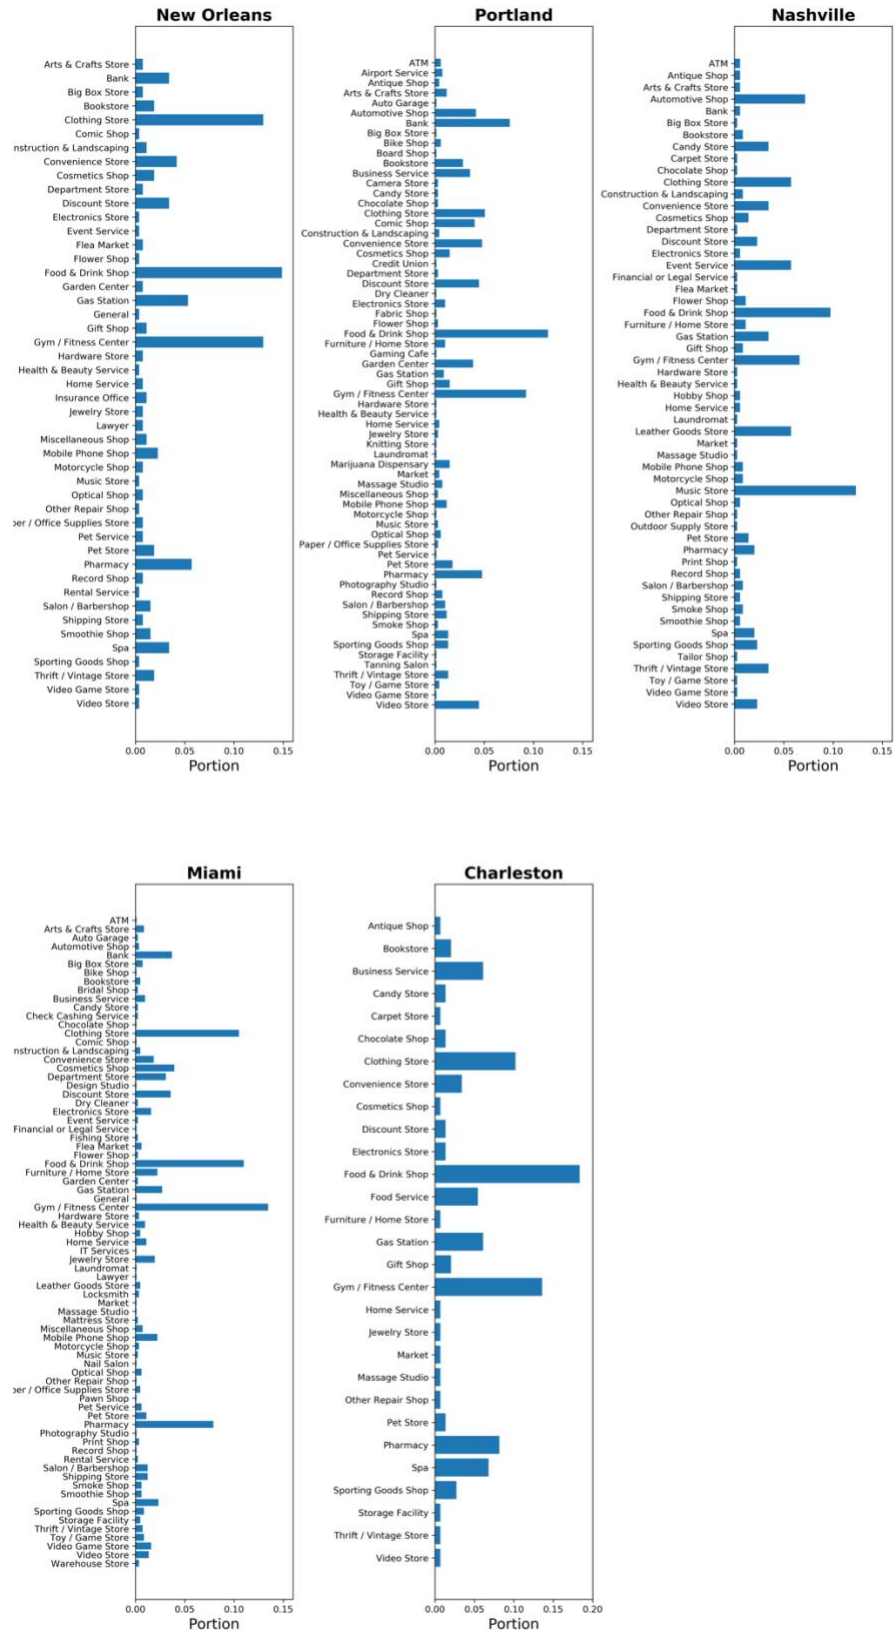 New Orleans
Arts & Crafts Store
Bank
Big Box Store
Bookstore
Clothing Store
Comic Shop
nstruction & Landscaping
Convenience Store
Cosmetics Shop
Department Store
Discount Store
Electronics Store
Event Service
Flea Market
Flower Shop
Food & Drink Shop
Garden Center
Gas Station
General
Gift Shop
Gym / Fitness Center
Hardware Store
Health & Beauty Service
Home Service
Insurance Office
Jewelry Store
Lawyer
Miscellaneous Shop
Mobile Phone Shop
Motorcycle Shop
Music Store
Optical Shop
Other Repair Shop
per / Office Supplies Store
Pet Service
Pet Store
Pharmacy
Record Shop
Rental Service
Salon / Barbershop
Shipping Store
Smoothie Shop
Spa
Sporting Goods Shop
Thrift / Vintage Store
Video Game Store
Video Store
0.00 0.05 0.10 0.15
Portion
Portland
ATM
Airport Service
Antique Shop
Arts & Crafts Store
Auto Garage
Automotive Shop
Bank
Big Box Store
Bike Shop
Board Shop
Bookstore
Business Service
Camera Store
Candy Store
Chocolate Shop
Clothing Store
Comic Shop
Construction & Landscaping
Convenience Store
Cosmetics Shop
Credit Union
Department Store
Discount Store
Dry Cleaner
Electronics Store
Fabric Shop
Flower Shop
Food & Drink Shop
Furniture / Home Store
Gaming Cafe
Garden Center
Gas Station
Gift Shop
Gym / Fitness Center
Hardware Store
Health & Beauty Service
Home Service
Jewelry Store
Knitting Store
Laundromat
Marijuana Dispensary
Market
Massage Studio
Miscellaneous Shop
Mobile Phone Shop
Motorcycle Shop
Music Store
Optical Shop
Paper / Office Supplies Store
Pet Service
Pet Store
Pharmacy
Photography Studio
Record Shop
Salon / Barbershop
Shipping Store
Smoke Shop
Spa
Sporting Goods Shop
Storage Facility
Tanning Salon
Thrift / Vintage Store
Toy / Game Store
Video Game Store
Video Store
0.00 0.05 0.10 0.15
Portion
Nashville
ATM
Antique Shop
Arts & Crafts Store
Automotive Shop
Bank
Big Box Store
Bookstore
Candy Store
Carpet Store
Chocolate Shop
Clothing Store
Construction & Landscaping
Convenience Store
Cosmetics Shop
Department Store
Discount Store
Electronics Store
Event Service
Financial or Legal Service
Flea Market
Flower Shop
Food & Drink Shop
Furniture / Home Store
Gas Station
Gift Shop
Gym / Fitness Center
Hardware Store
Health & Beauty Service
Hobby Shop
Home Service
Laundromat
Leather Goods Store
Market
Massage Studio
Mobile Phone Shop
Motorcycle Shop
Music Store
Optical Shop
Other Repair Shop
Outdoor Supply Store
Pet Store
Pharmacy
Print Shop
Record Shop
Salon / Barbershop
Shipping Store
Smoke Shop
Smoothie Shop
Spa
Sporting Goods Shop
Tailor Shop
Thrift / Vintage Store
Toy / Game Store
Video Game Store
Video Store
0.00 0.05 0.10 0.15
Portion
Miami
ATM
Arts & Crafts Store
Auto Garage
Automotive Shop
Bank
Big Box Store
Bike Shop
Bookstore
Bridal Shop
Business Service
Candy Store
Check Cashing Service
Chocolate Shop
Clothing Store
Comic Shop
nstruction & Landscaping
Convenience Store
Cosmetics Shop
Department Store
Design Studio
Discount Store
Dry Cleaner
Electronics Store
Event Service
Financial or Legal Service
Fishing Store
Flea Market
Flower Shop
Food & Drink Shop
Furniture / Home Store
Garden Center
Gas Station
General
Gym / Fitness Center
Hardware Store
Health & Beauty Service
Hobby Shop
Home Service
IT Services
Jewelry Store
Laundromat
Lawyer
Leather Goods Store
Locksmith
Market
Massage Studio
Mattress Store
Miscellaneous Shop
Mobile Phone Shop
Motorcycle Shop
Music Store
Nail Salon
Optical Shop
Other Repair Shop
per / Office Supplies Store
Pawn Shop
Pet Service
Pet Store
Pharmacy
Photography Studio
Print Shop
Record Shop
Rental Service
Salon / Barbershop
Shipping Store
Smoke Shop
Smoothie Shop
Spa
Sporting Goods Shop
Storage Facility
Thrift / Vintage Store
Toy / Game Store
Video Game Store
Video Store
Warehouse Store
0.00 0.05 0.10 0.15
Portion
Charleston
Antique Shop
Bookstore
Business Service
Candy Store
Carpet Store
Chocolate Shop
Clothing Store
Convenience Store
Cosmetics Shop
Discount Store
Electronics Store
Food & Drink Shop
Food Service
Furniture / Home Store
Gas Station
Gift Shop
Gym / Fitness Center
Home Service
Jewelry Store
Market
Massage Studio
Other Repair Shop
Pet Store
Pharmacy
Spa
Sporting Goods Shop
Storage Facility
Thrift / Vintage Store
Video Store
0.00 0.05 0.10 0.15 0.20
Portion